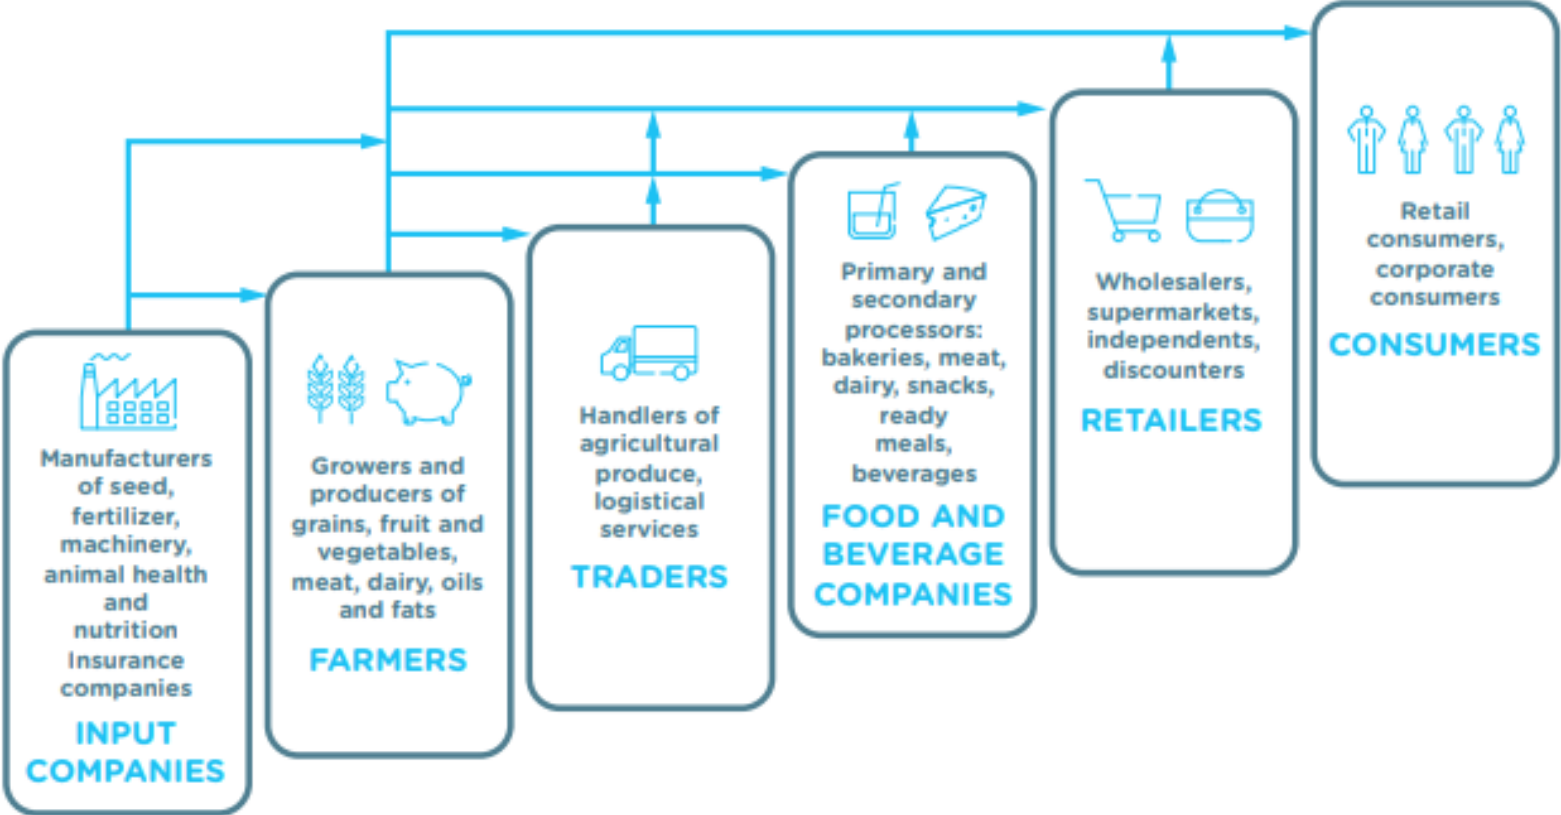 Manufacturers
of seed,
fertilizer,
machinery,
animal health
and
nutrition
Insurance
companies
INPUT
COMPANIES
Growers and
producers of
grains, fruit and
vegetables,
meat, dairy, oils
and fats
FARMERS
Handlers of
agricultural
produce,
logistical
services
TRADERS
Primary and
secondary
processors:
bakeries, meat,
dairy, snacks,
ready
meals,
beverages
FOOD AND
BEVERAGE
COMPANIES
Wholesalers,
supermarkets,
independents,
discounters
RETAILERS
Retail
consumers,
corporate
consumers
CONSUMERS